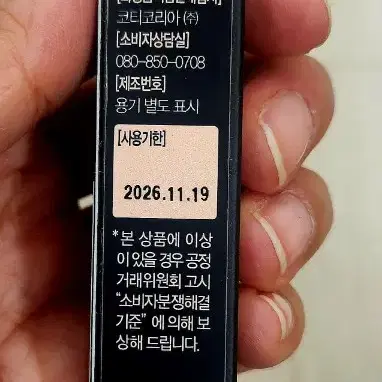 코티코리아 ㈜
[소비자상담실]
080-850-0708
[제조번호]
용기 별도 표시
[사용기한]
2026.11.19
*본 상품에 이상
이 있을 경우 공정
거래위원회 고시
“소비자분쟁해결
기준” 에 의해 보
상해 드립니다.